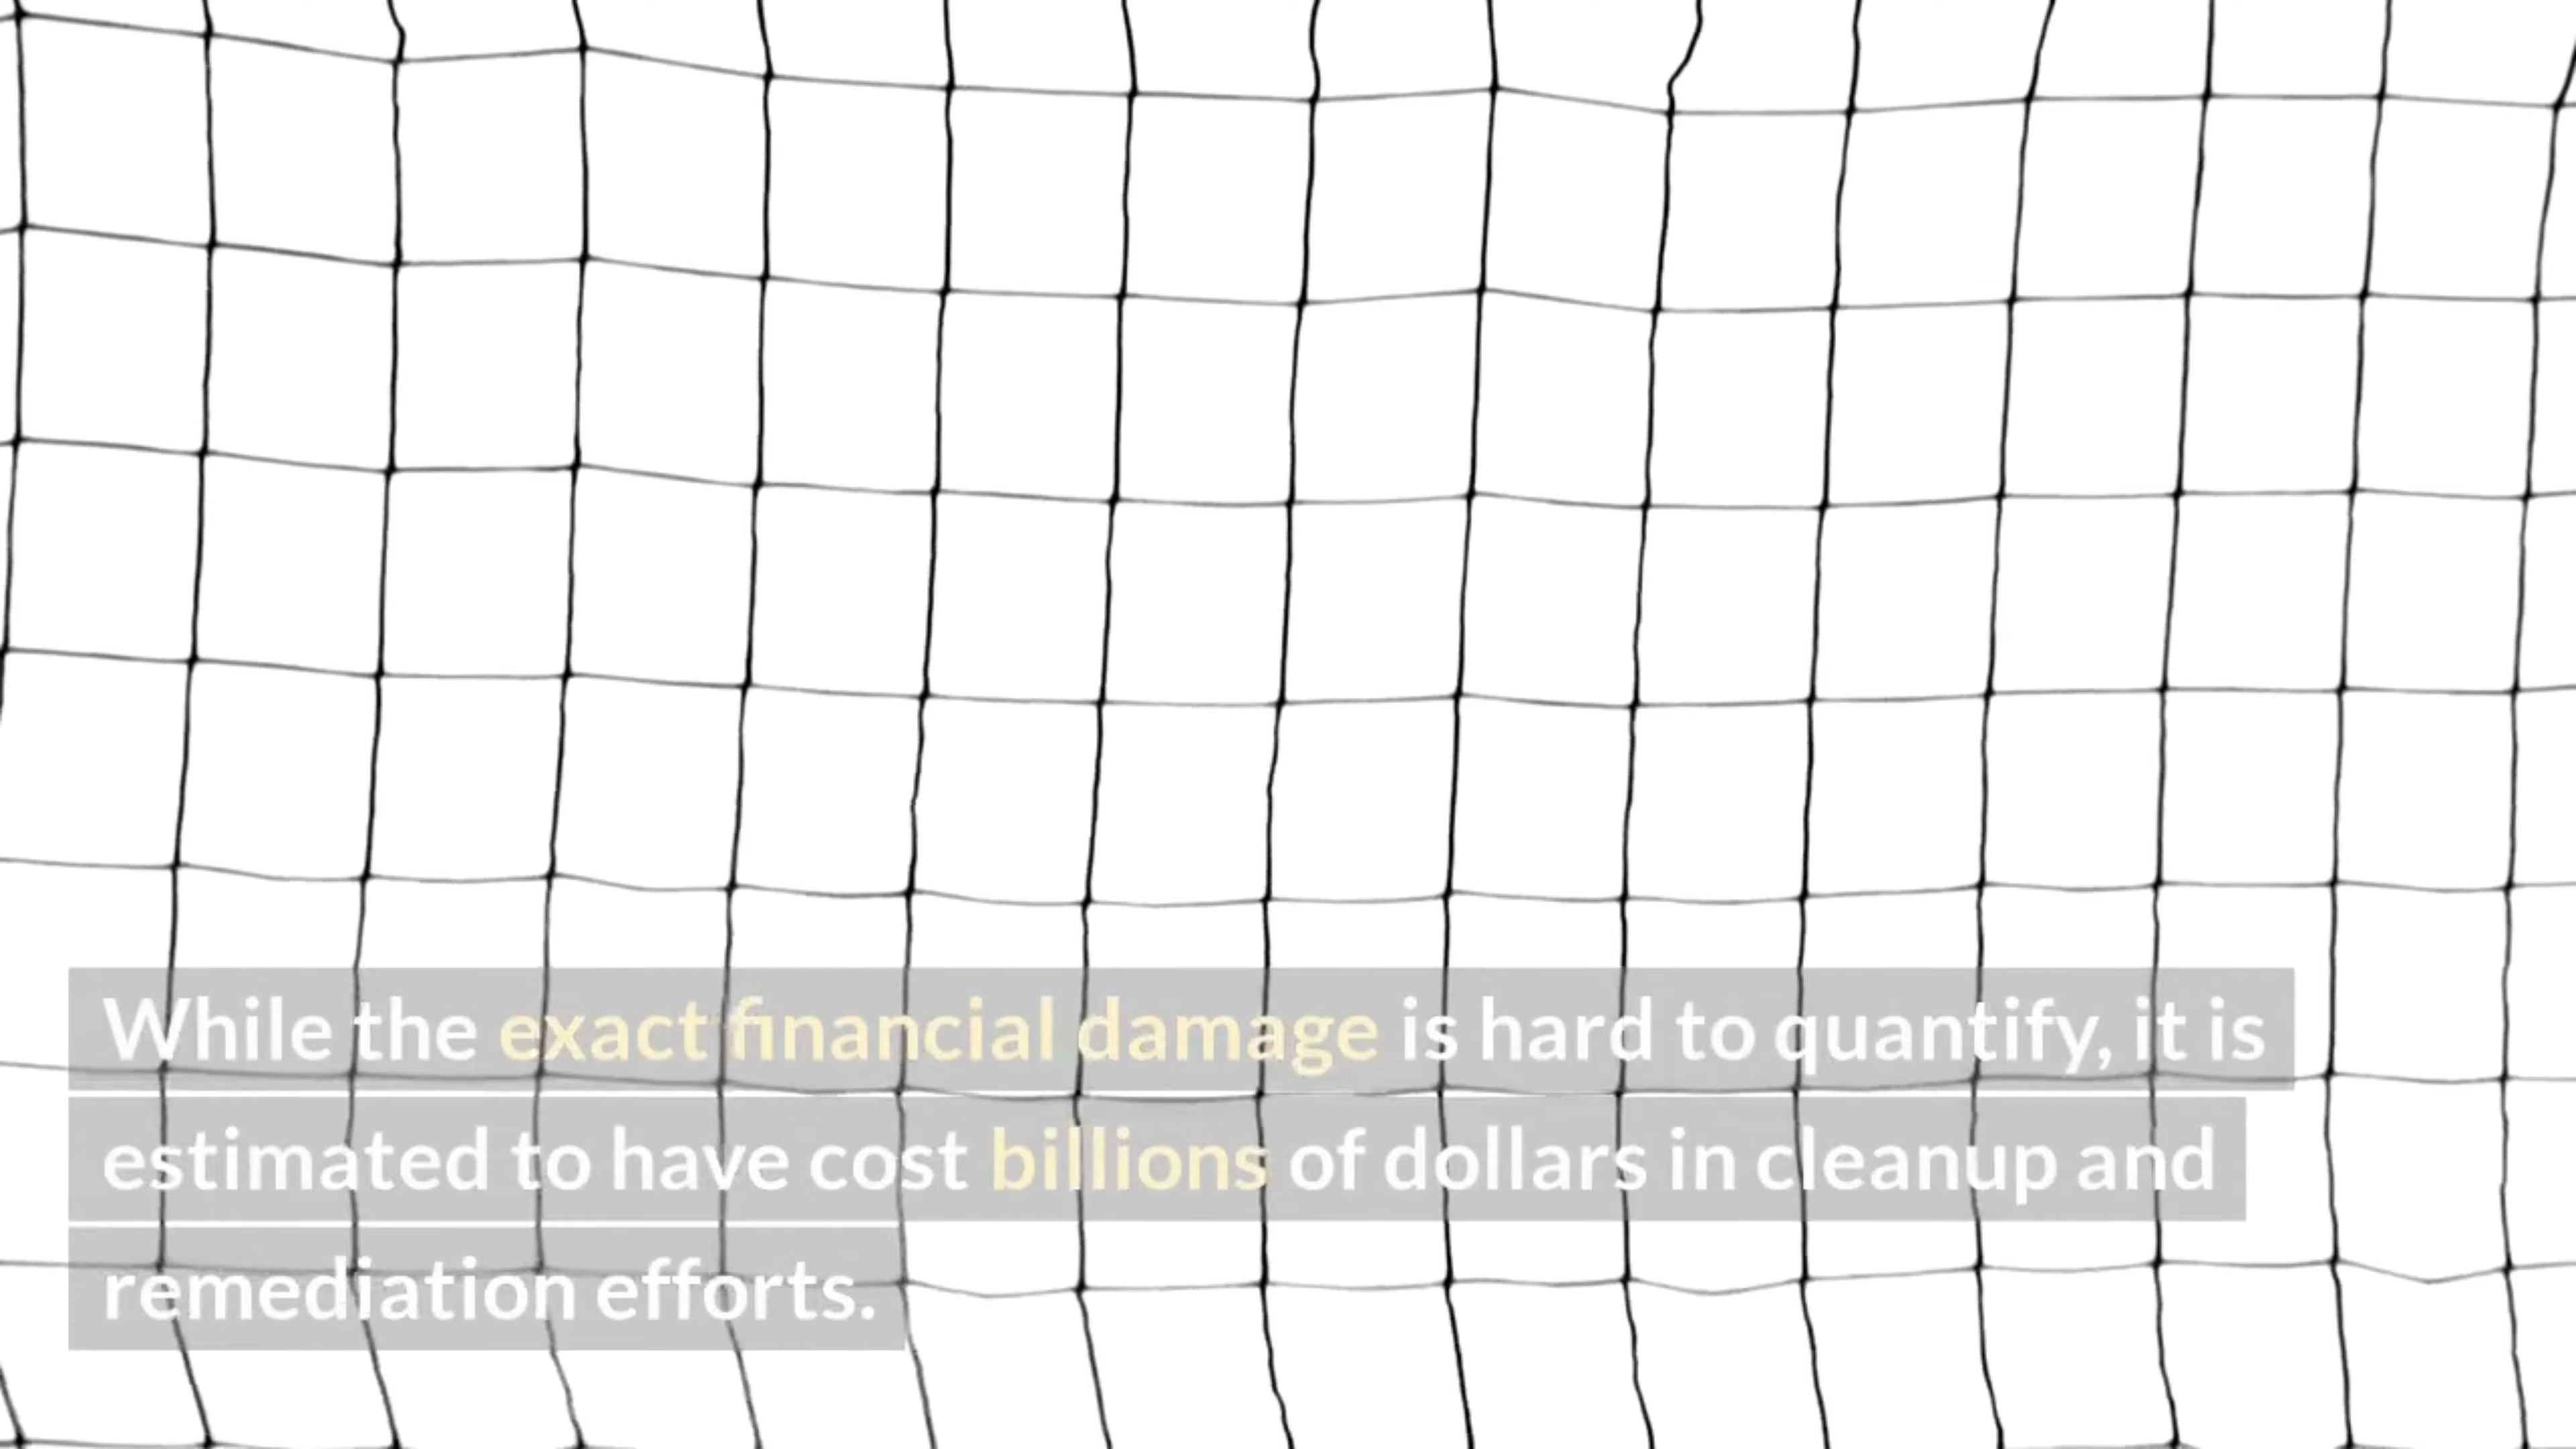 While the exact financial damage is hard to quantify, it is
estimated to have cost billions of dollars in cleanup and
remediation efforts.